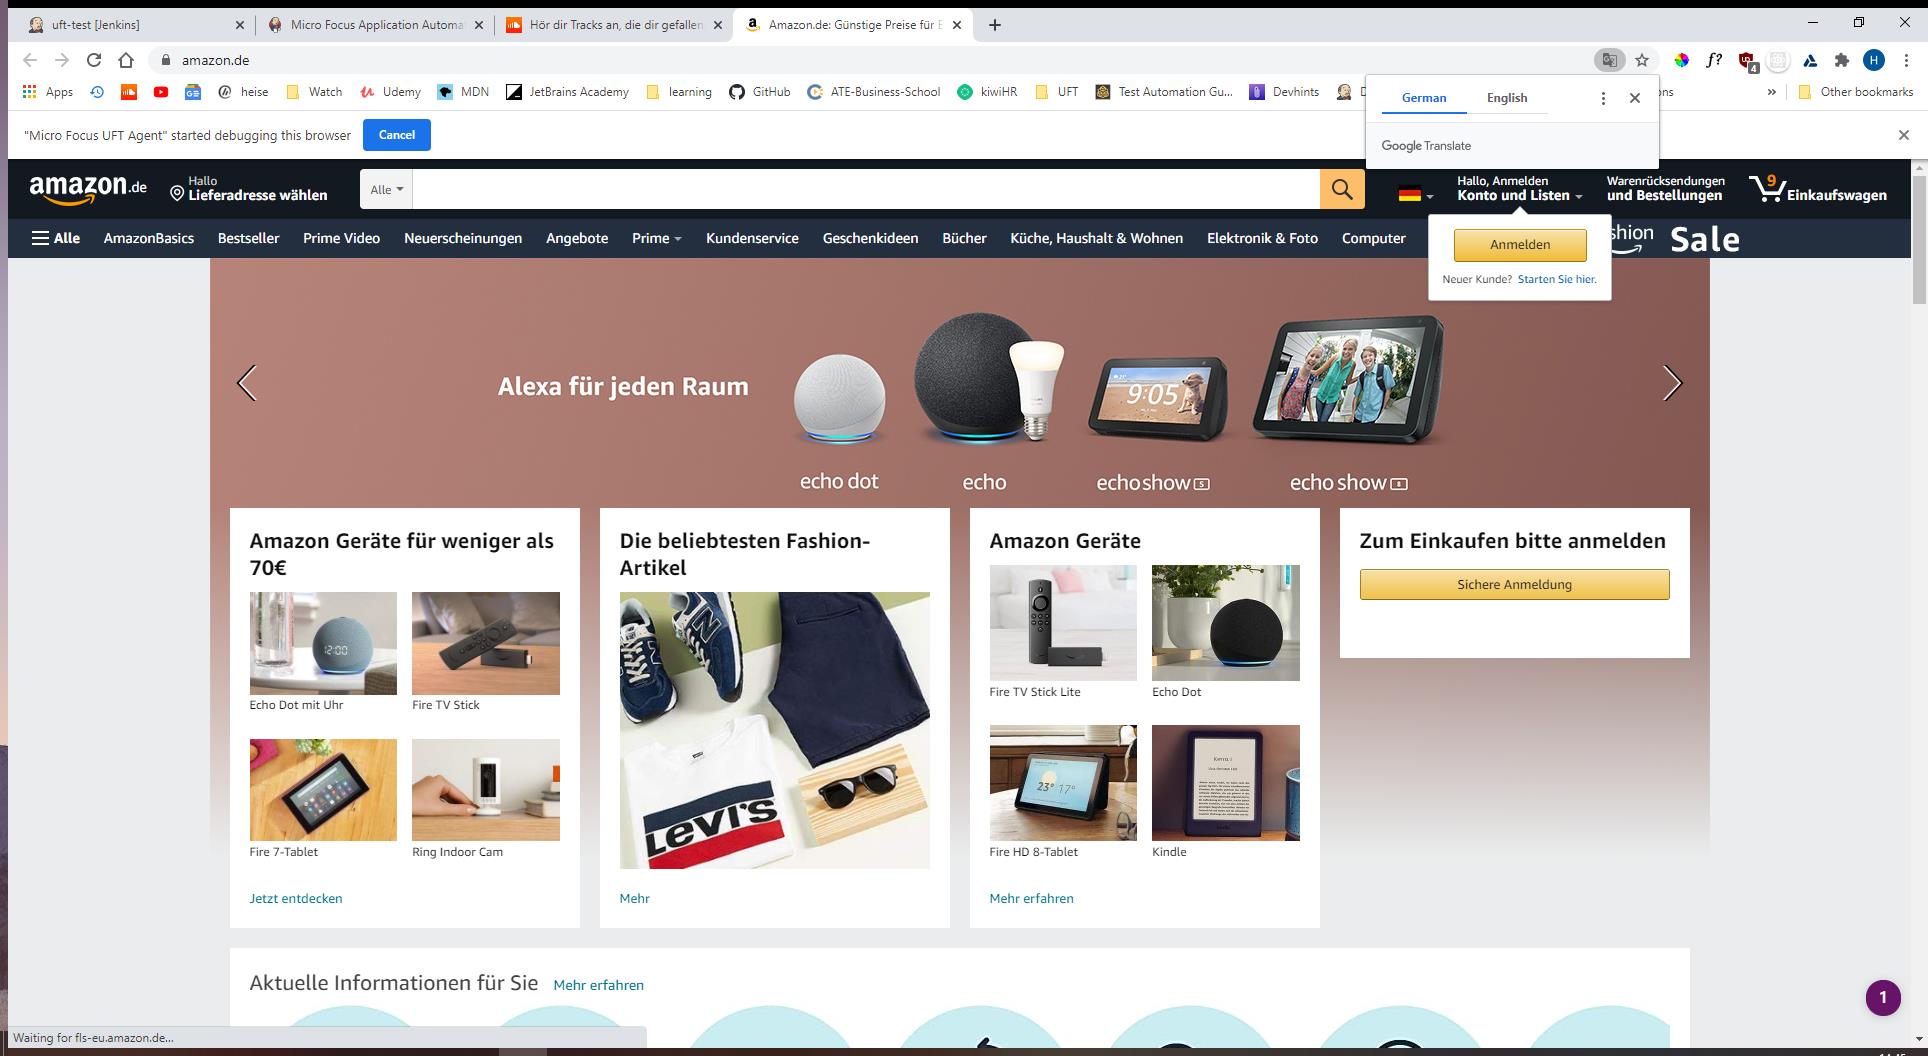 uft-test [Jenkins]
Micro Focus Application Automa
Hör dir Tracks an, die dir gefallen
Amazon.de: Günstige Preise für E
amazon.de
f?
4
H
Apps
heise
Watch
Udemy
MDN
JetBrains Academy
learning
GitHub
ATE-Business-School
kiwiHR
UFT
Test Automation Gu...
Devhints
D
ons
»
Other bookmarks
German
English
Google Translate
"Micro Focus UFT Agent" started debugging this browser
Cancel
amazon.de
Hallo
Lieferadresse wählen
Alle
Hallo, Anmelden
Konto und Listen
Warenrücksendungen
und Bestellungen
9
Einkaufswagen
Alle
AmazonBasics
Bestseller
Prime Video
Neuerscheinungen
Angebote
Prime
Kundenservice
Geschenkideen
Bücher
Küche, Haushalt & Wohnen
Elektronik & Foto
Computer
shion
Sale
Anmelden
Neuer Kunde? Starten Sie hier.
Alexa für jeden Raum
9:05
echo dot
echo
echo show 5
echo show 8
Amazon Geräte für weniger als
70€
12:00
Echo Dot mit Uhr
Fire TV Stick
Fire 7-Tablet
Ring Indoor Cam
Jetzt entdecken
Die beliebtesten Fashion-
Artikel
N
LEVI'S
Mehr
Amazon Geräte
Fire TV Stick Lite
Echo Dot
23° 17°
Fire HD 8-Tablet
Kindle
Mehr erfahren
Zum Einkaufen bitte anmelden
Sichere Anmeldung
Aktuelle Informationen für Sie
Mehr erfahren
1
Waiting for fls-eu.amazon.de...